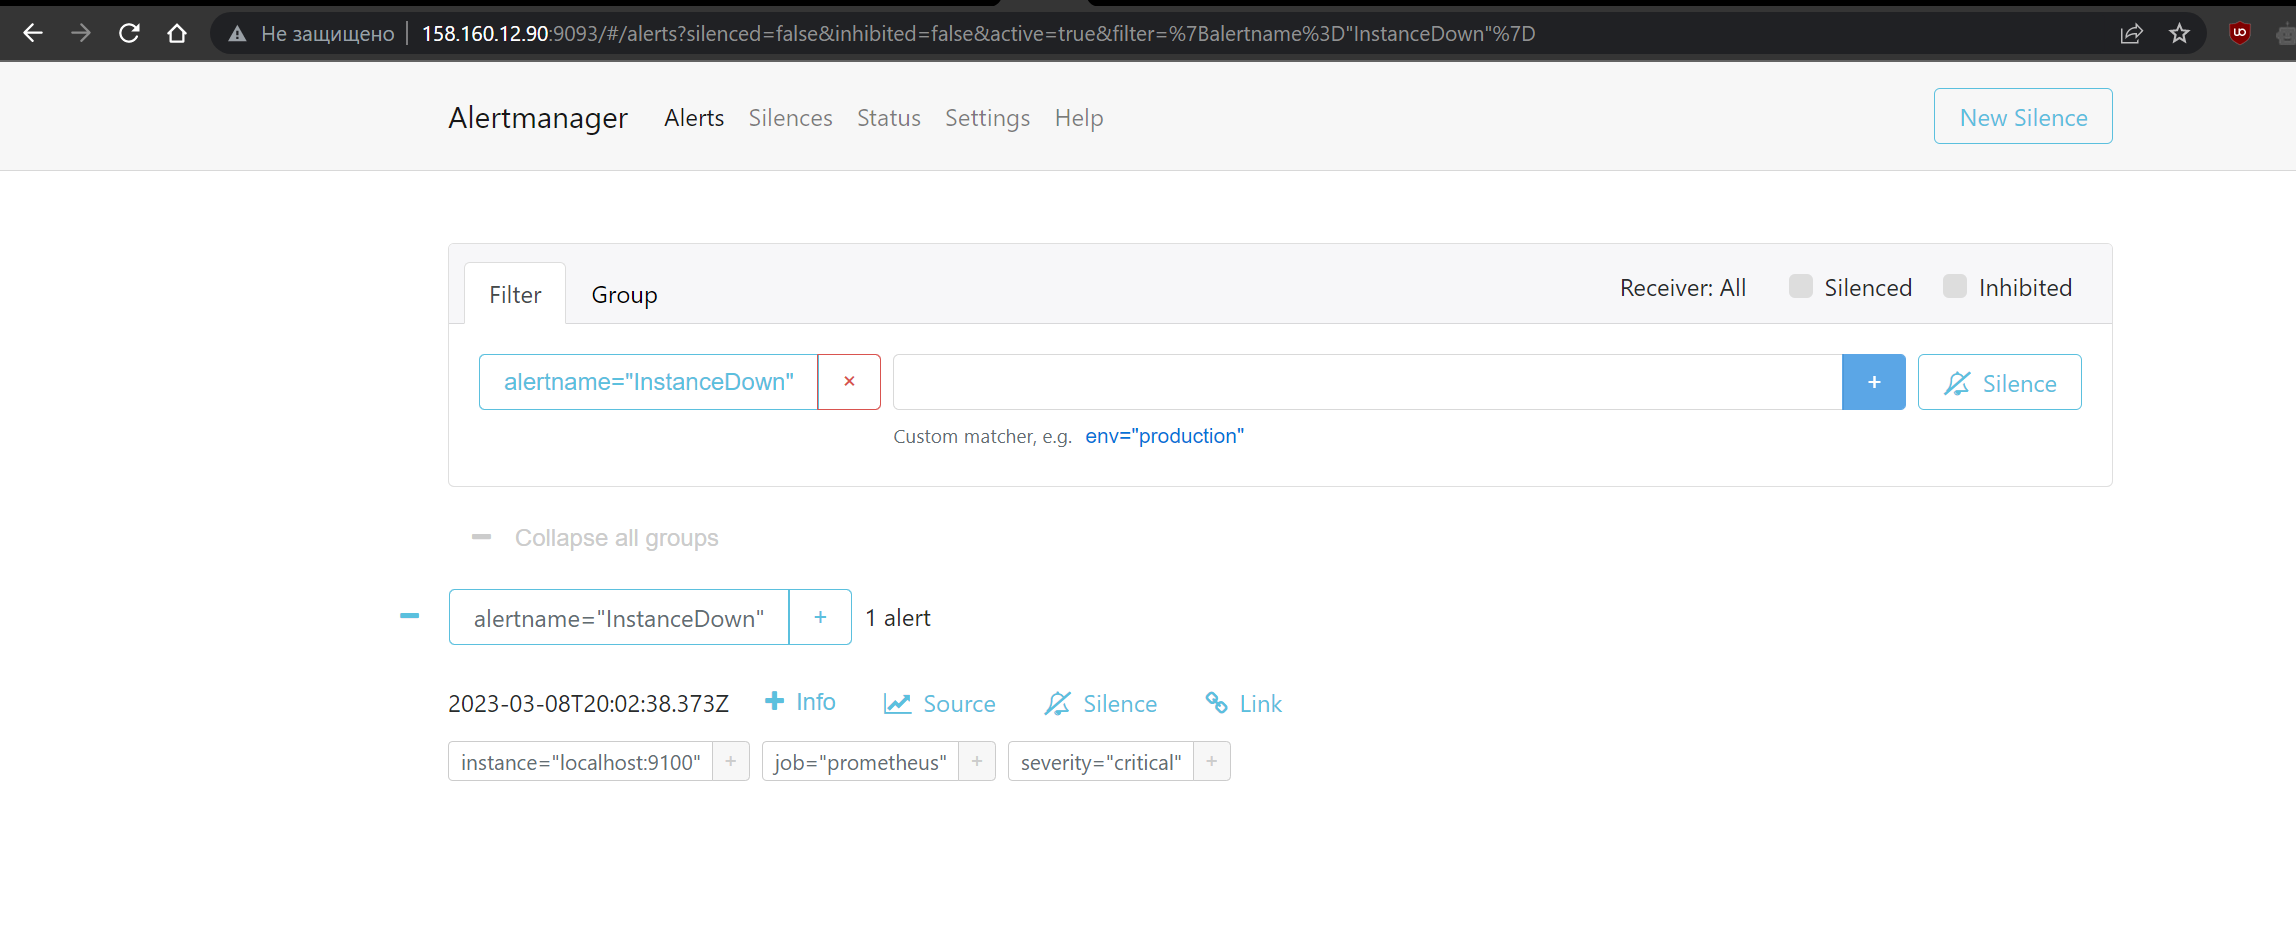 Не защищено 158.160.12.90:9093/#/alerts?silenced=false&inhibited=false&active=true&filter=%7Balertname%3D"InstanceDown"%7D
Alertmanager Alerts Silences Status Settings Help New Silence
Filter Group Receiver: All Silenced Inhibited
alertname="InstanceDown" × + Silence
Custom matcher, e.g. env="production"
Collapse all groups
alertname="InstanceDown" + 1 alert
2023-03-08T20:02:38.373Z Info Source Silence Link
instance="localhost:9100" + job="prometheus" + severity="critical" +